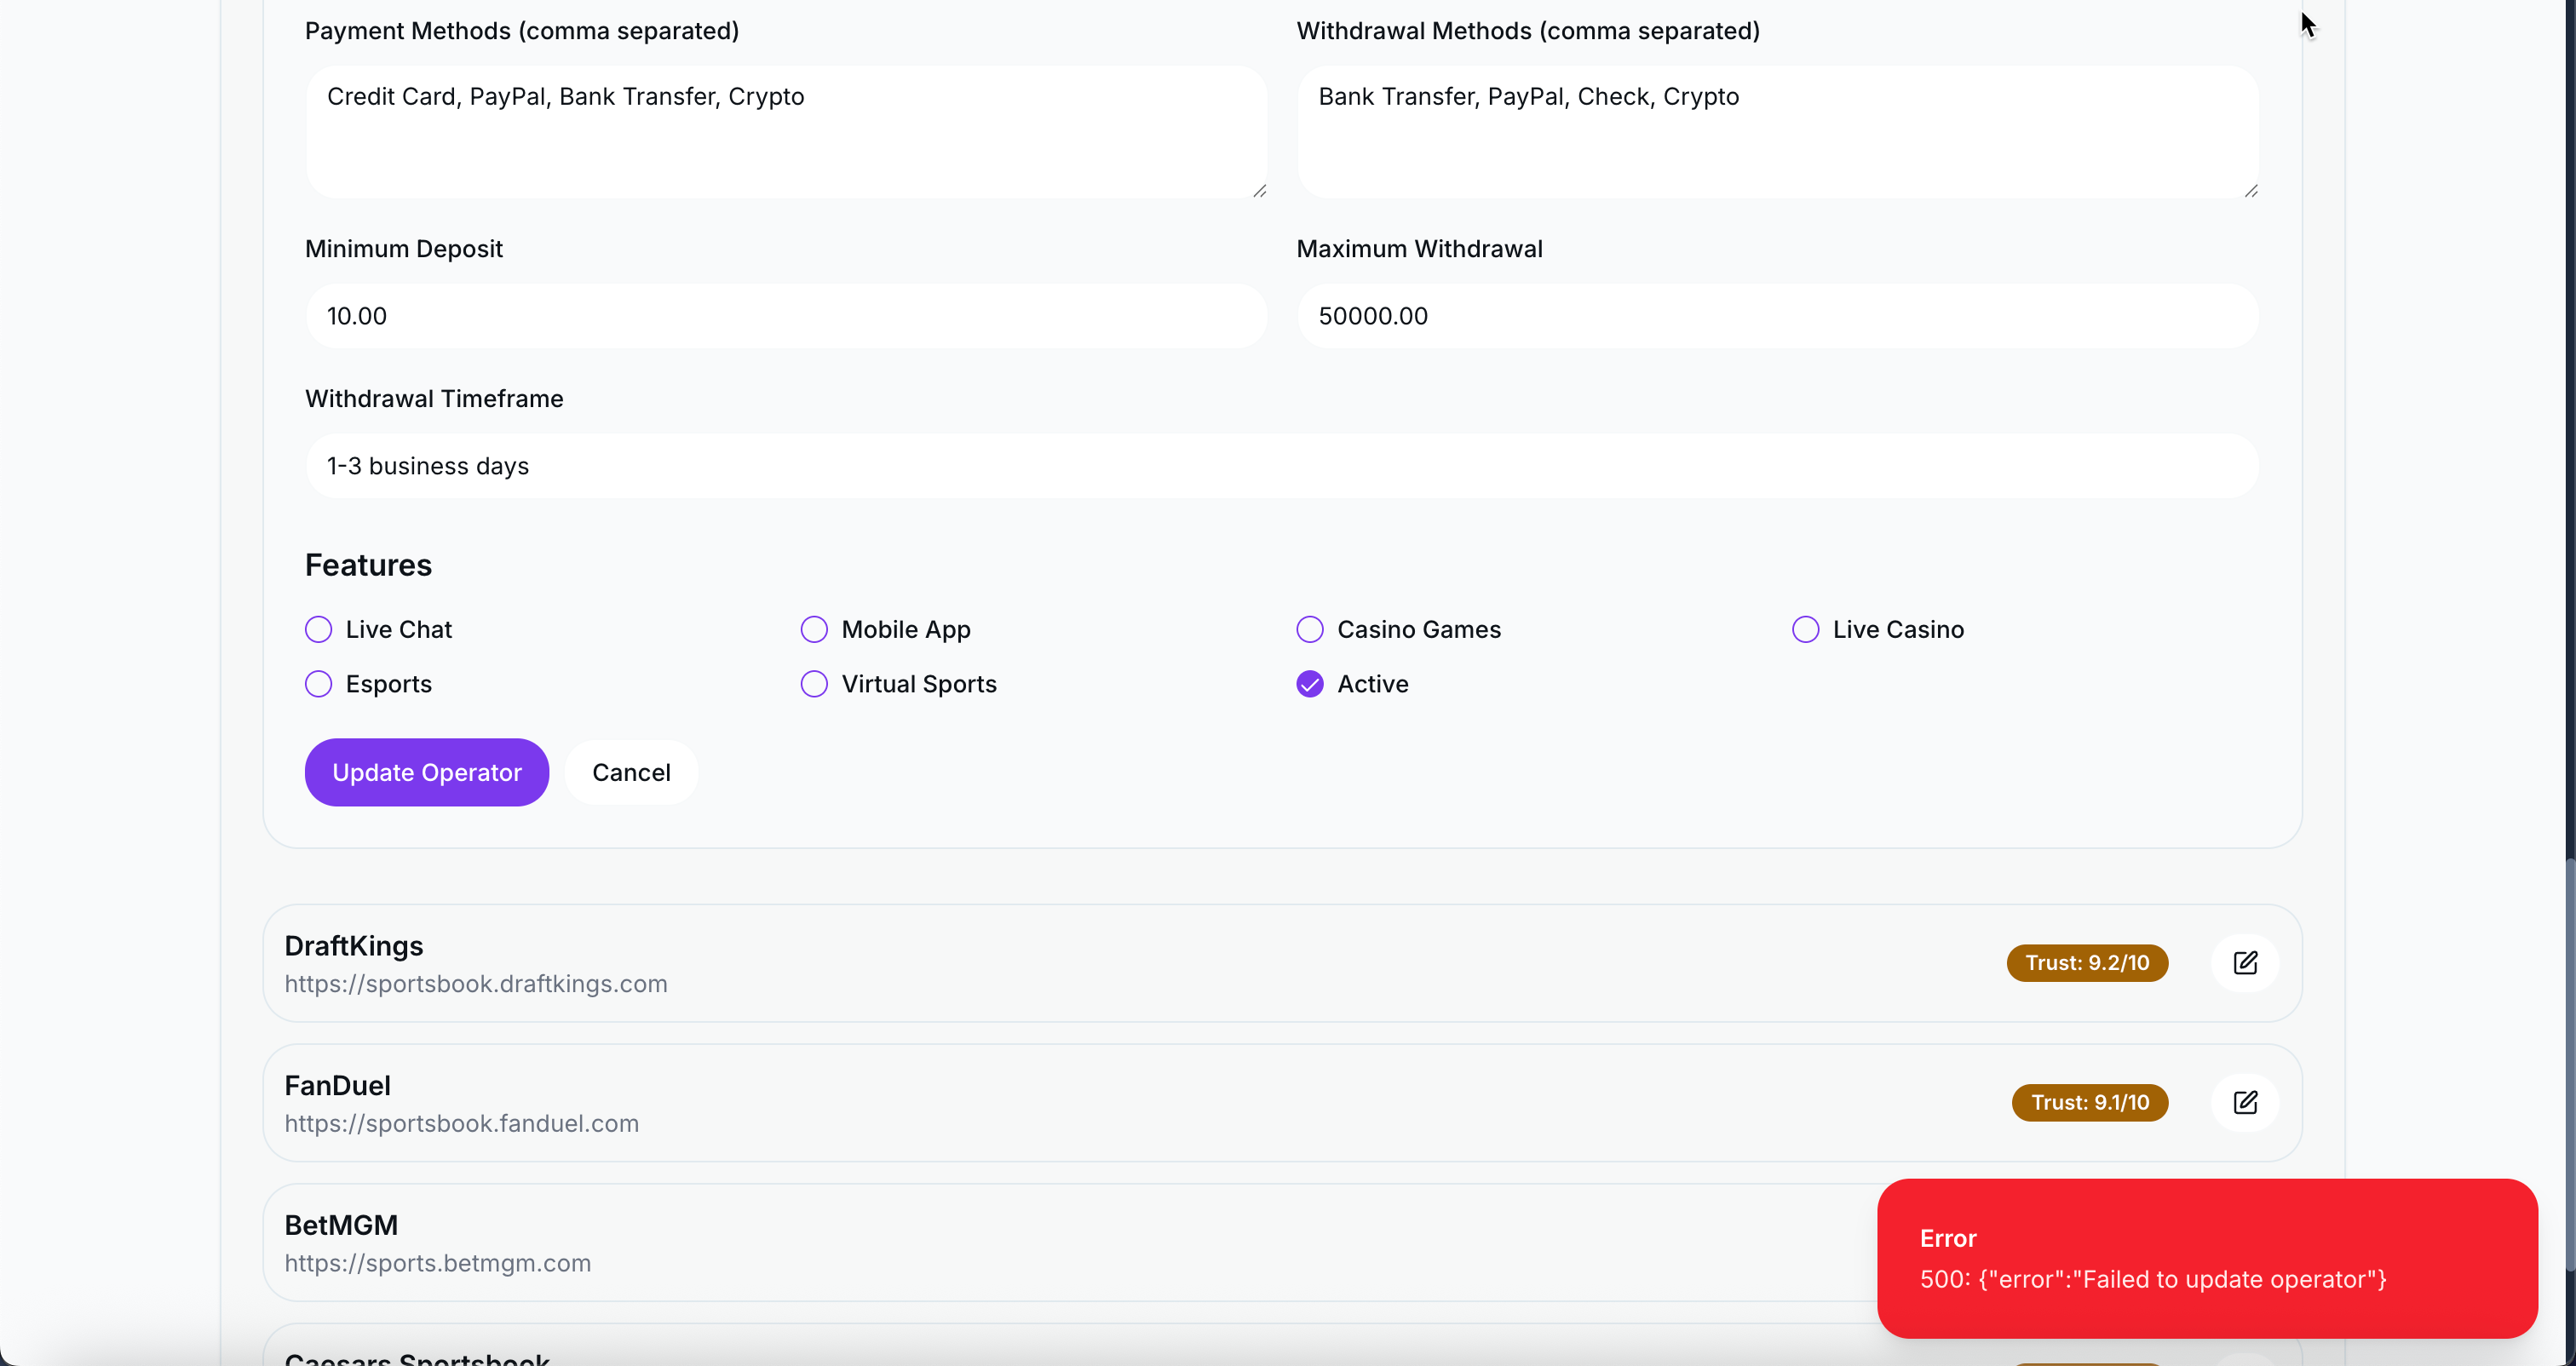 Payment Methods (comma separated)
Withdrawal Methods (comma separated)
Credit Card, PayPal, Bank Transfer, Crypto
Bank Transfer, PayPal, Check, Crypto
Minimum Deposit
Maximum Withdrawal
10.00
50000.00
Withdrawal Timeframe
1-3 business days
Features
Live Chat
Mobile App
Casino Games
Live Casino
Esports
Virtual Sports
Active
Update Operator
Cancel
DraftKings
https://sportsbook.draftkings.com
Trust: 9.2/10
FanDuel
https://sportsbook.fanduel.com
Trust: 9.1/10
BetMGM
https://sports.betmgm.com
Error
500: {"error":"Failed to update operator"}
Caesars Sportsbook